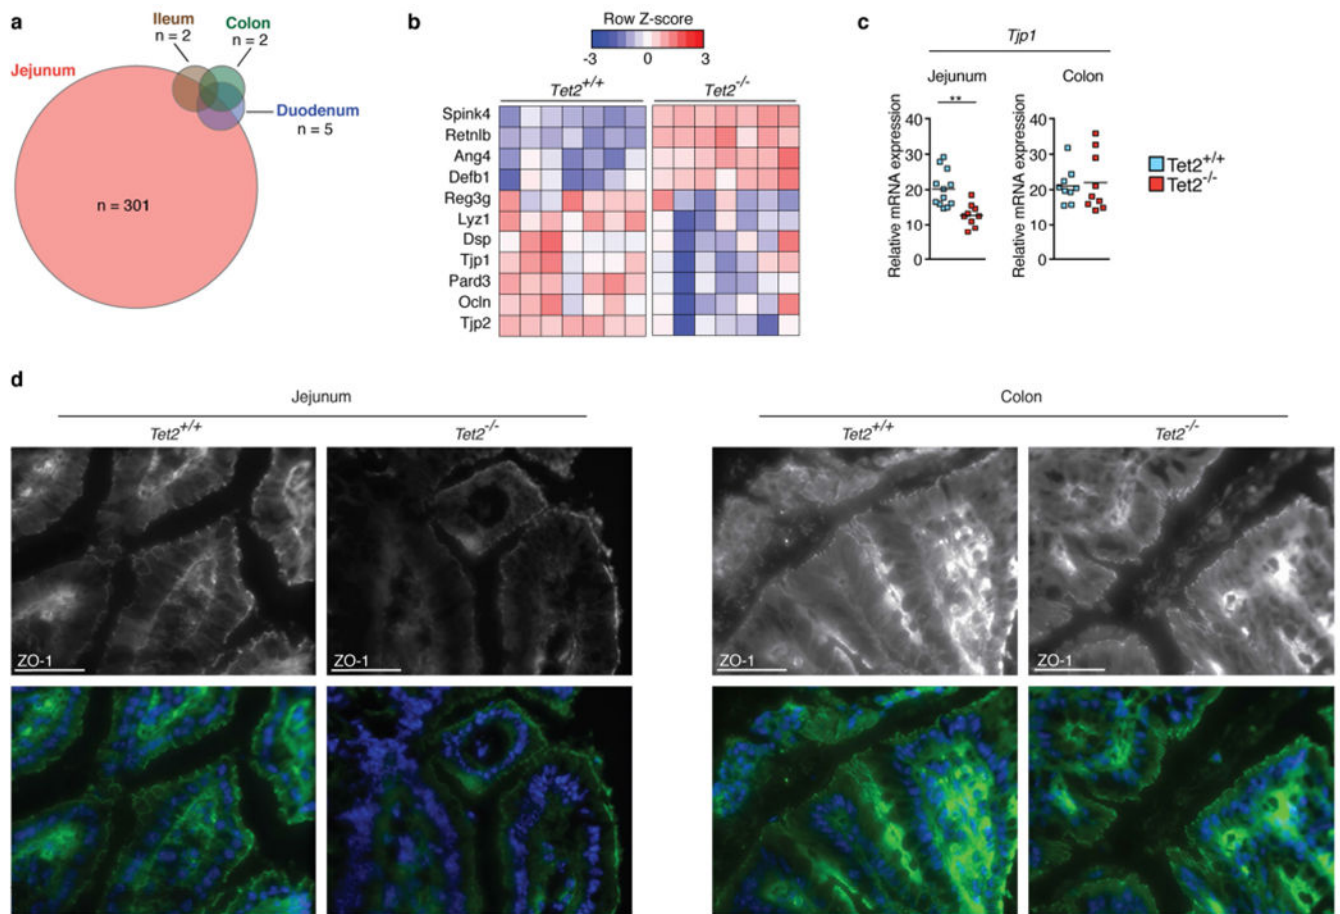 a
Ileum
n = 2
Colon
n = 2
Jejunum
Duodenum
n = 5
n = 301
b
Row Z-score
-3 0 3
Tet2+/+ Tet2-/-
Spink4
Retnlb
Ang4
Defb1
Reg3g
Lyz1
Dsp
Tjp1
Pard3
Ocln
Tjp2
c
Tjp1
Jejunum Colon
**
Relative mRNA expression
40
30
20
10
0
Relative mRNA expression
40
30
20
10
0
Tet2+/+
Tet2-/-
d
Jejunum Colon
Tet2+/+ Tet2-/- Tet2+/+ Tet2-/-
ZO-1 ZO-1 ZO-1 ZO-1